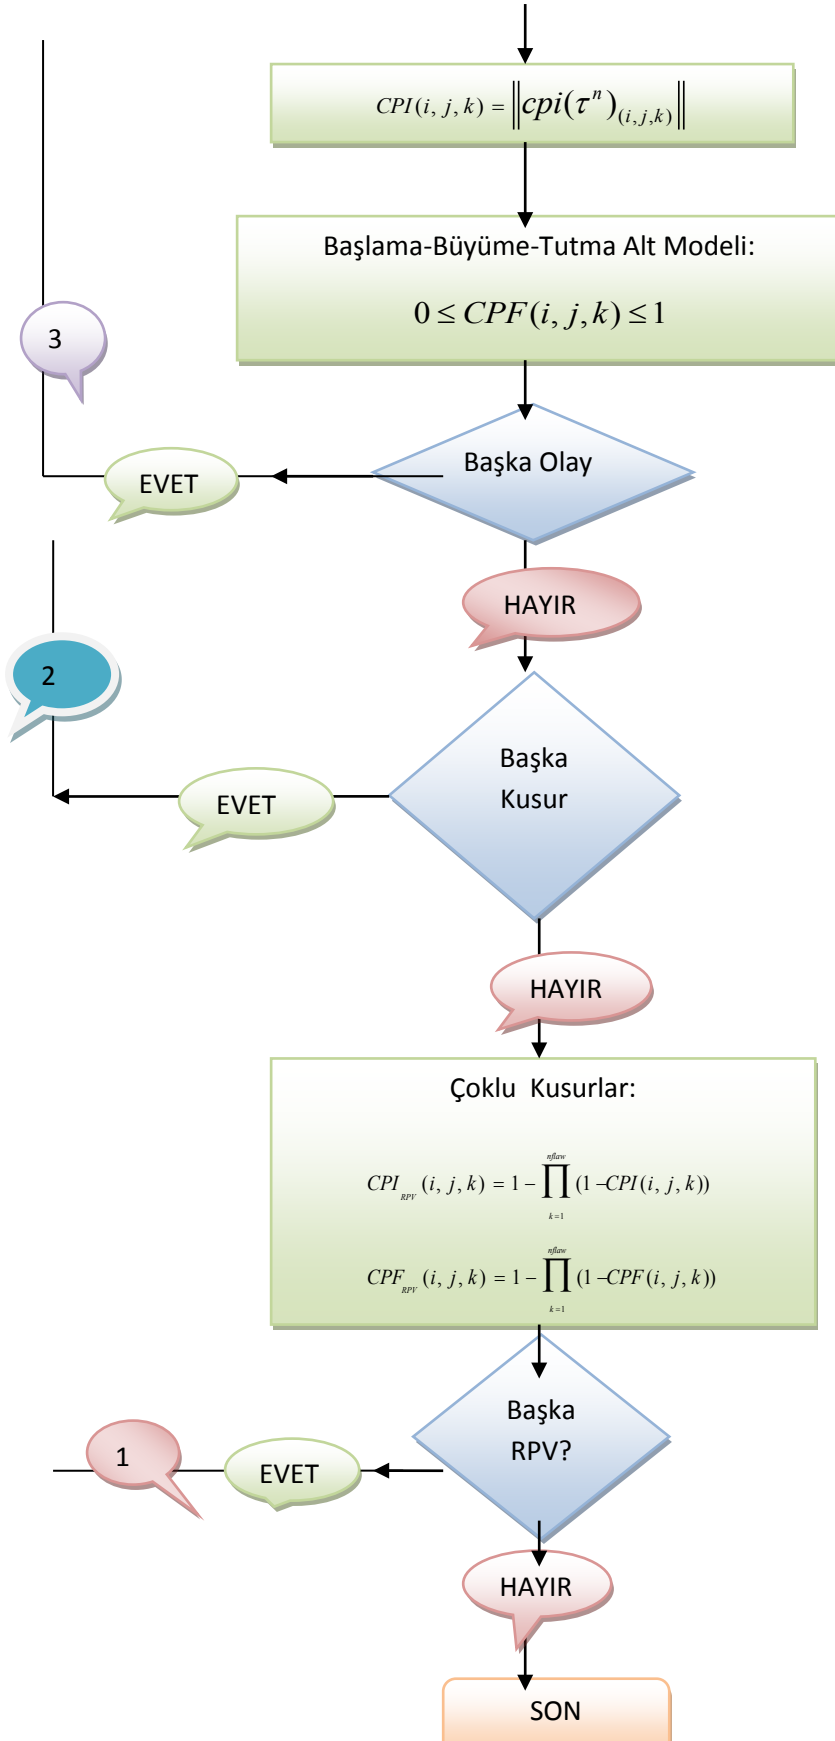 CPI(i, j, k) = ‖cpi(τⁿ)₍ᵢ,ⱼ,ₖ₎‖
Başlama-Büyüme-Tutma Alt Modeli:
0 ≤ CPF(i, j, k) ≤ 1
3
Başka Olay
EVET
HAYIR
2
Başka
Kusur
EVET
HAYIR
Çoklu Kusurlar:
CPI_RPV (i, j, k) = 1 − ∏_{k=1}^{nflaw} (1 − CPI(i, j, k))
CPF_RPV (i, j, k) = 1 − ∏_{k=1}^{nflaw} (1 − CPF(i, j, k))
Başka
RPV?
1
EVET
HAYIR
SON